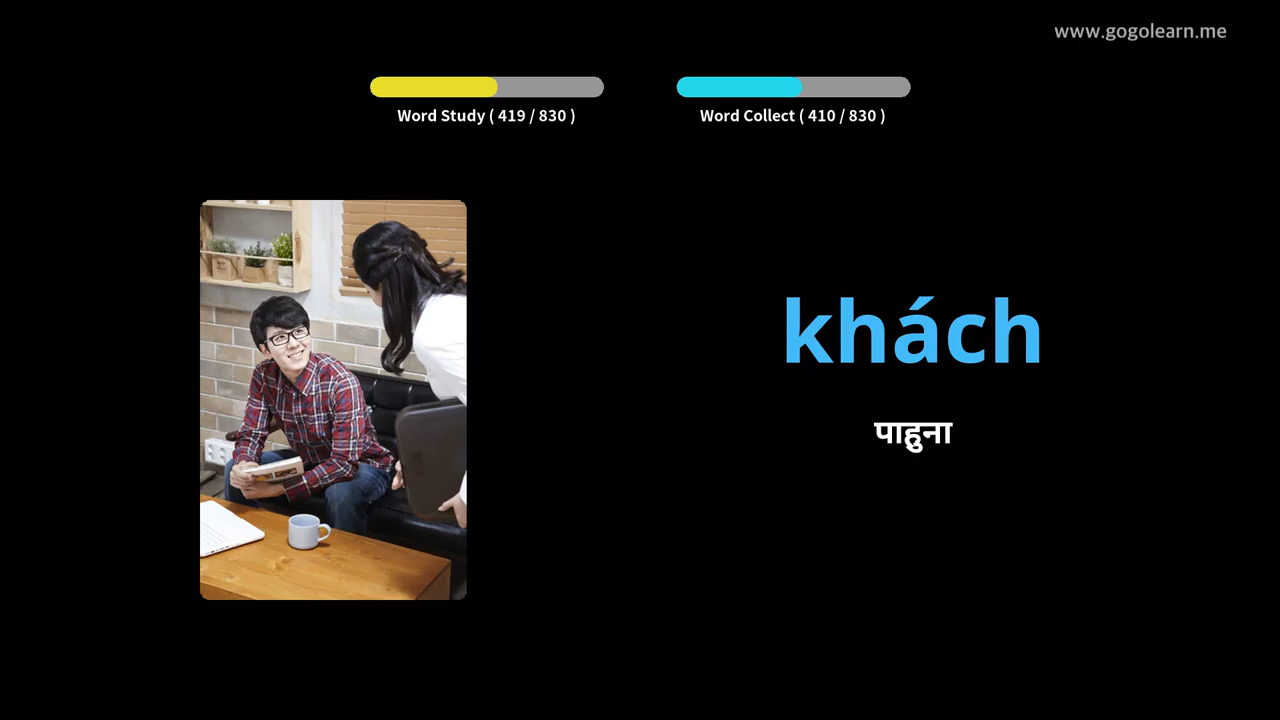 www.gogolearn.me
Word Study ( 419 / 830 )
Word Collect ( 410 / 830 )
khách
पाहुना